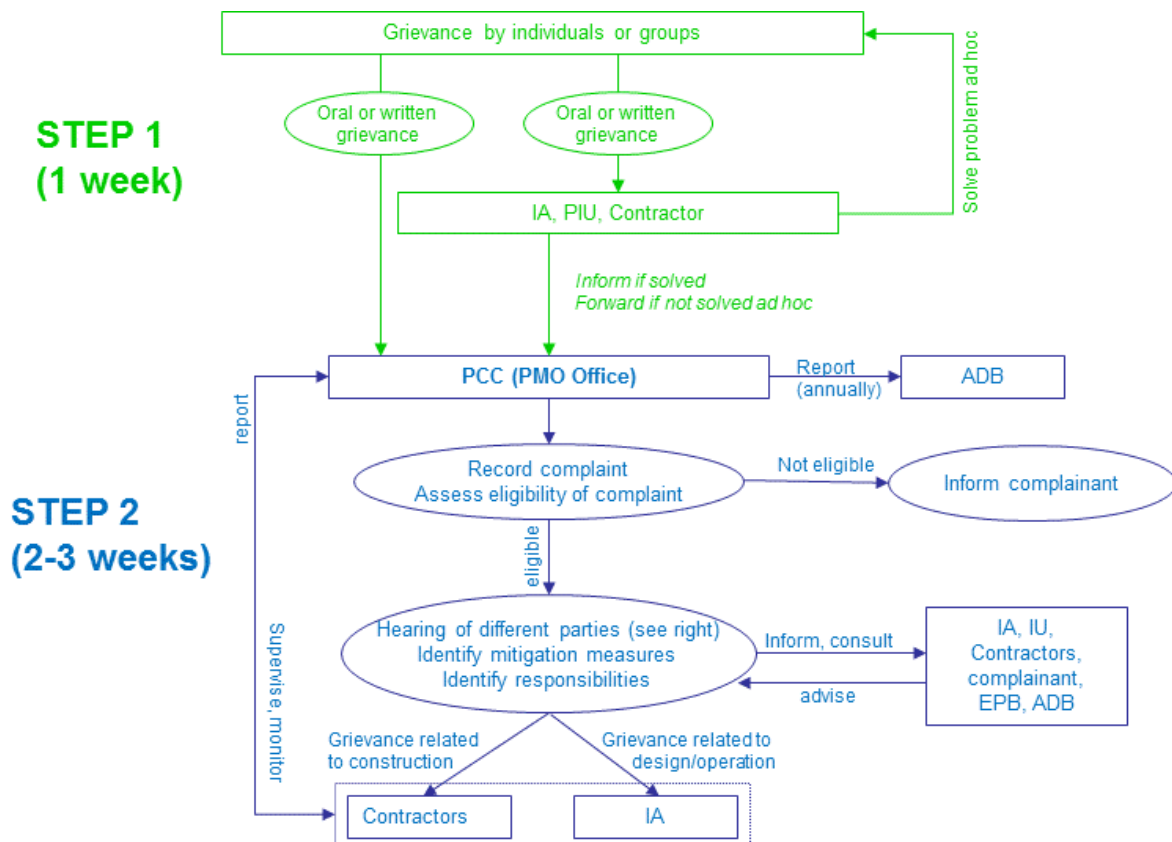 Grievance by individuals or groups
Oral or written
grievance
Oral or written
grievance
Solve problem ad hoc
STEP 1
(1 week)
IA, PIU, Contractor
Inform if solved
Forward if not solved ad hoc
PCC (PMO Office)
Report
(annually)
ADB
report
Record complaint
Assess eligibility of complaint
Not eligible
Inform complainant
STEP 2
(2-3 weeks)
eligible
Hearing of different parties (see right)
Identify mitigation measures
Identify responsibilities
Inform, consult
advise
IA, IU,
Contractors,
complainant,
EPB, ADB
Supervise, monitor
Grievance related
to construction
Grievance related to
design/operation
Contractors
IA